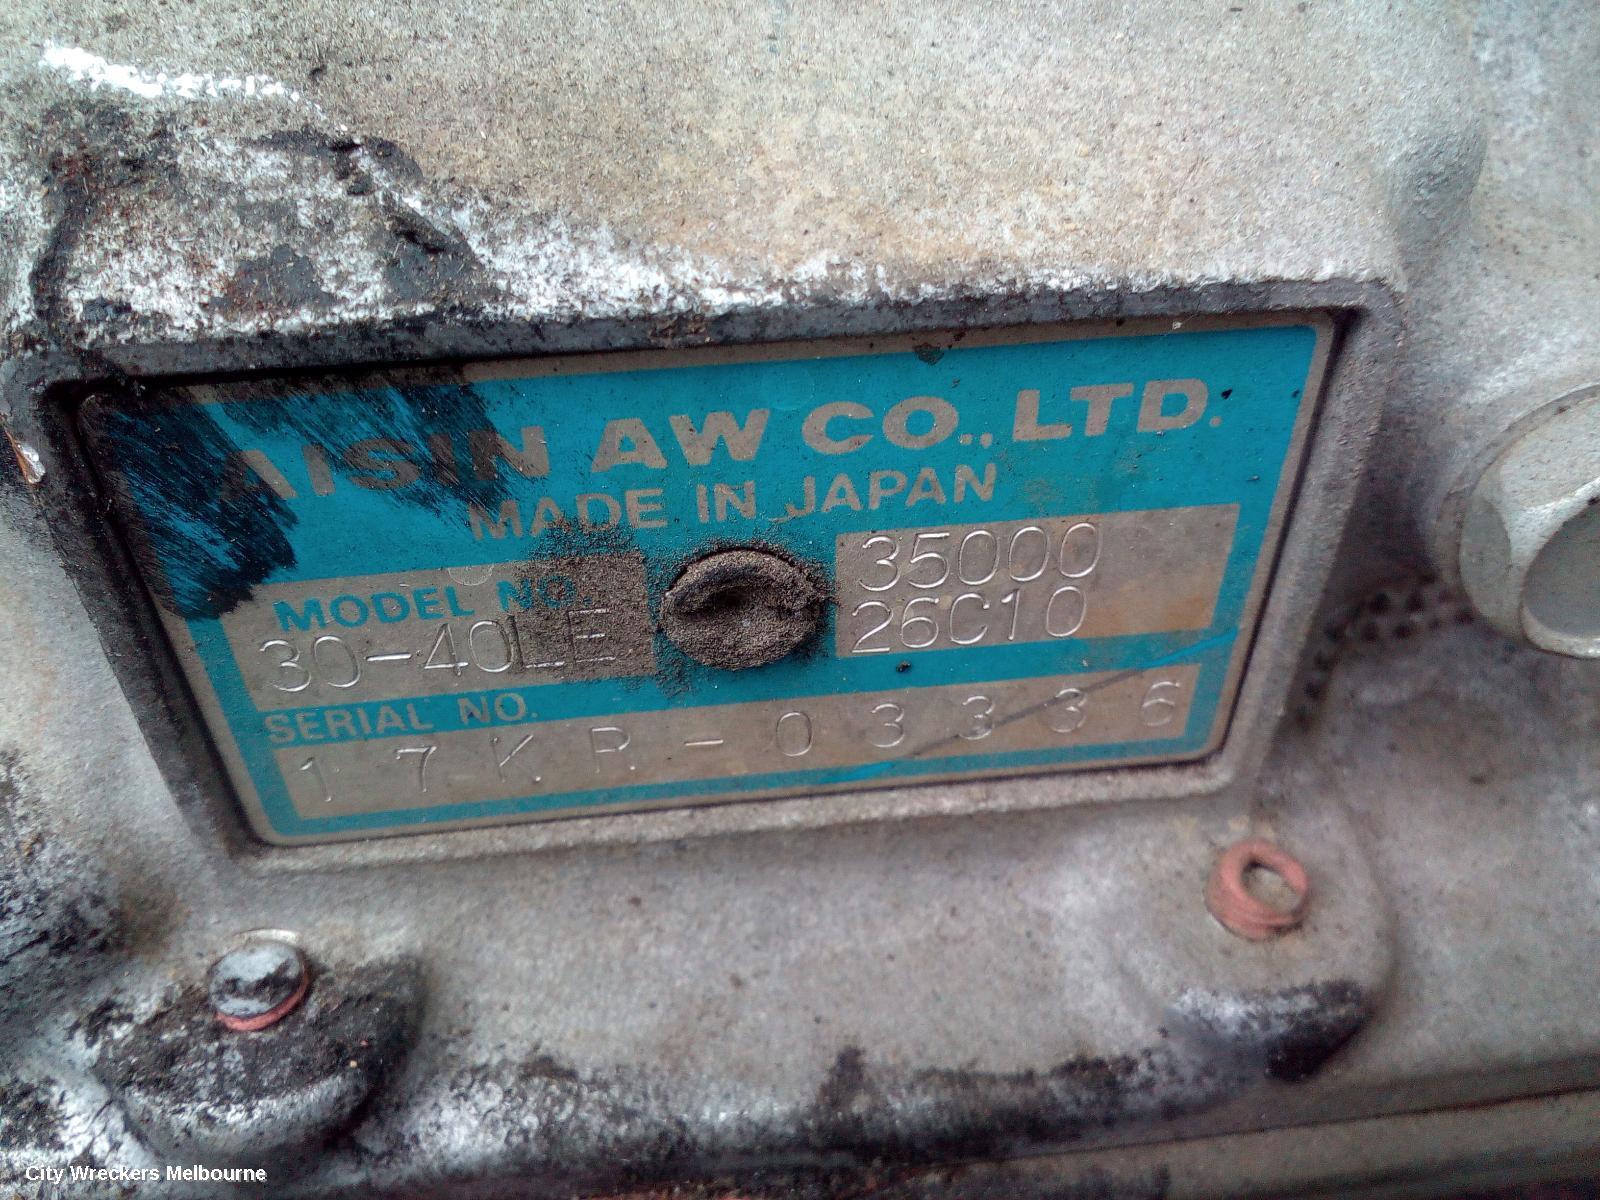 AISIN AW CO., LTD.
MADE IN JAPAN
MODEL NO.
30-40LE
35000
26C10
SERIAL NO.
17KR-03336
City Wreckers Melbourne